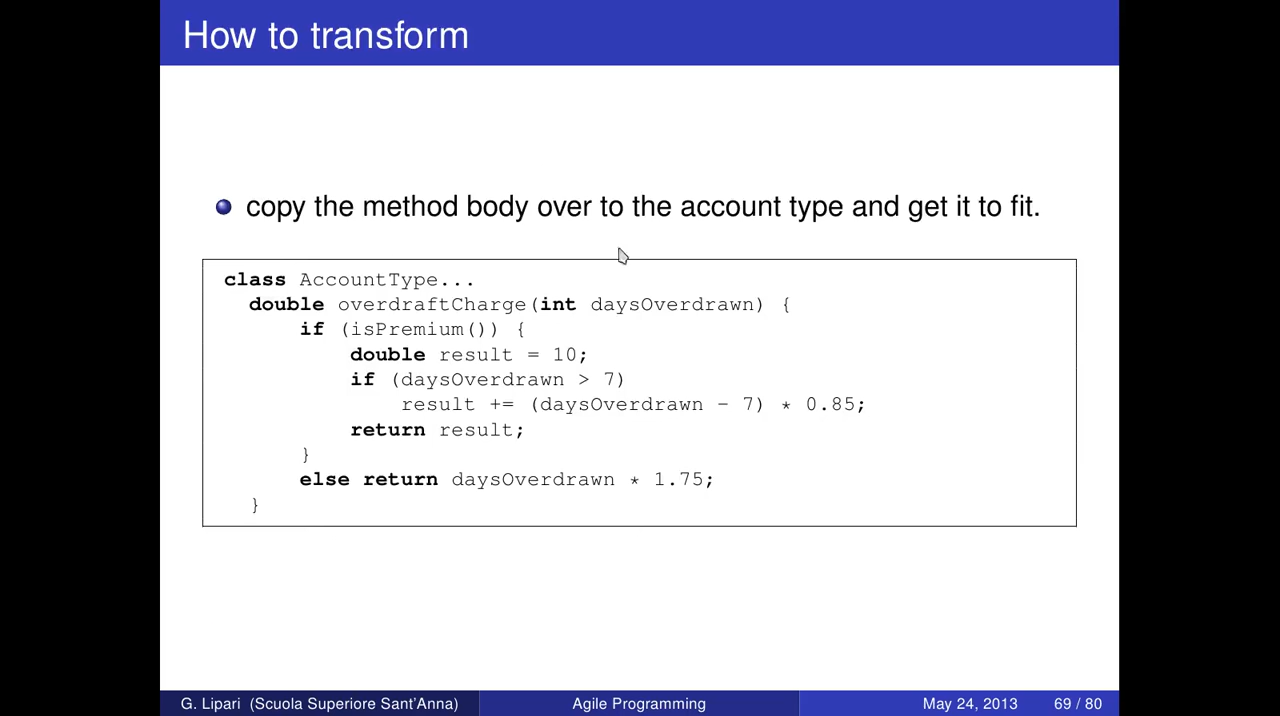 How to transform
copy the method body over to the account type and get it to fit.
class AccountType...
double overdraftCharge(int daysOverdrawn) {
if (isPremium()) {
double result = 10;
if (daysOverdrawn > 7)
result += (daysOverdrawn - 7) * 0.85;
return result;
}
else return daysOverdrawn * 1.75;
}
G. Lipari (Scuola Superiore Sant'Anna) Agile Programming May 24, 2013 69 / 80